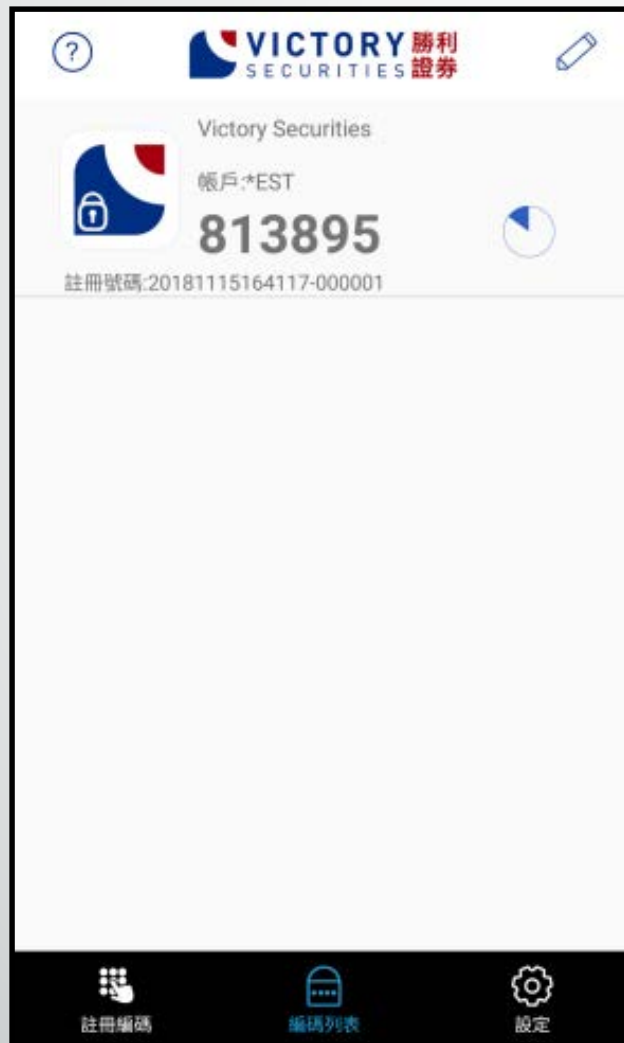 ?
VICTORY 勝利
SECURITIES 證券
Victory Securities
帳戶:*EST
813895
註冊號碼:20181115164117-000001
註冊編碼
編碼列表
設定